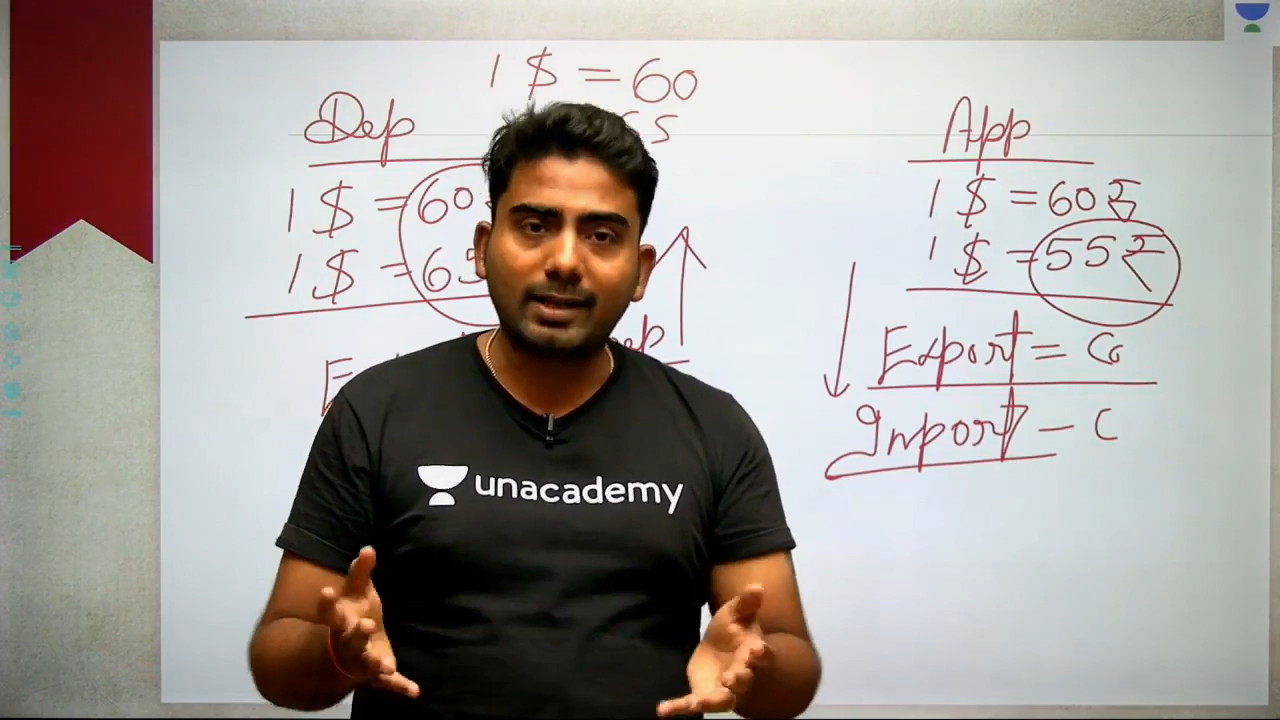 1 $ = 60
Dep
App
1 $ = 60
1 $ = 60₹
1 $ = 65
1 $ = 55₹
Export = C
Import - C
unacademy